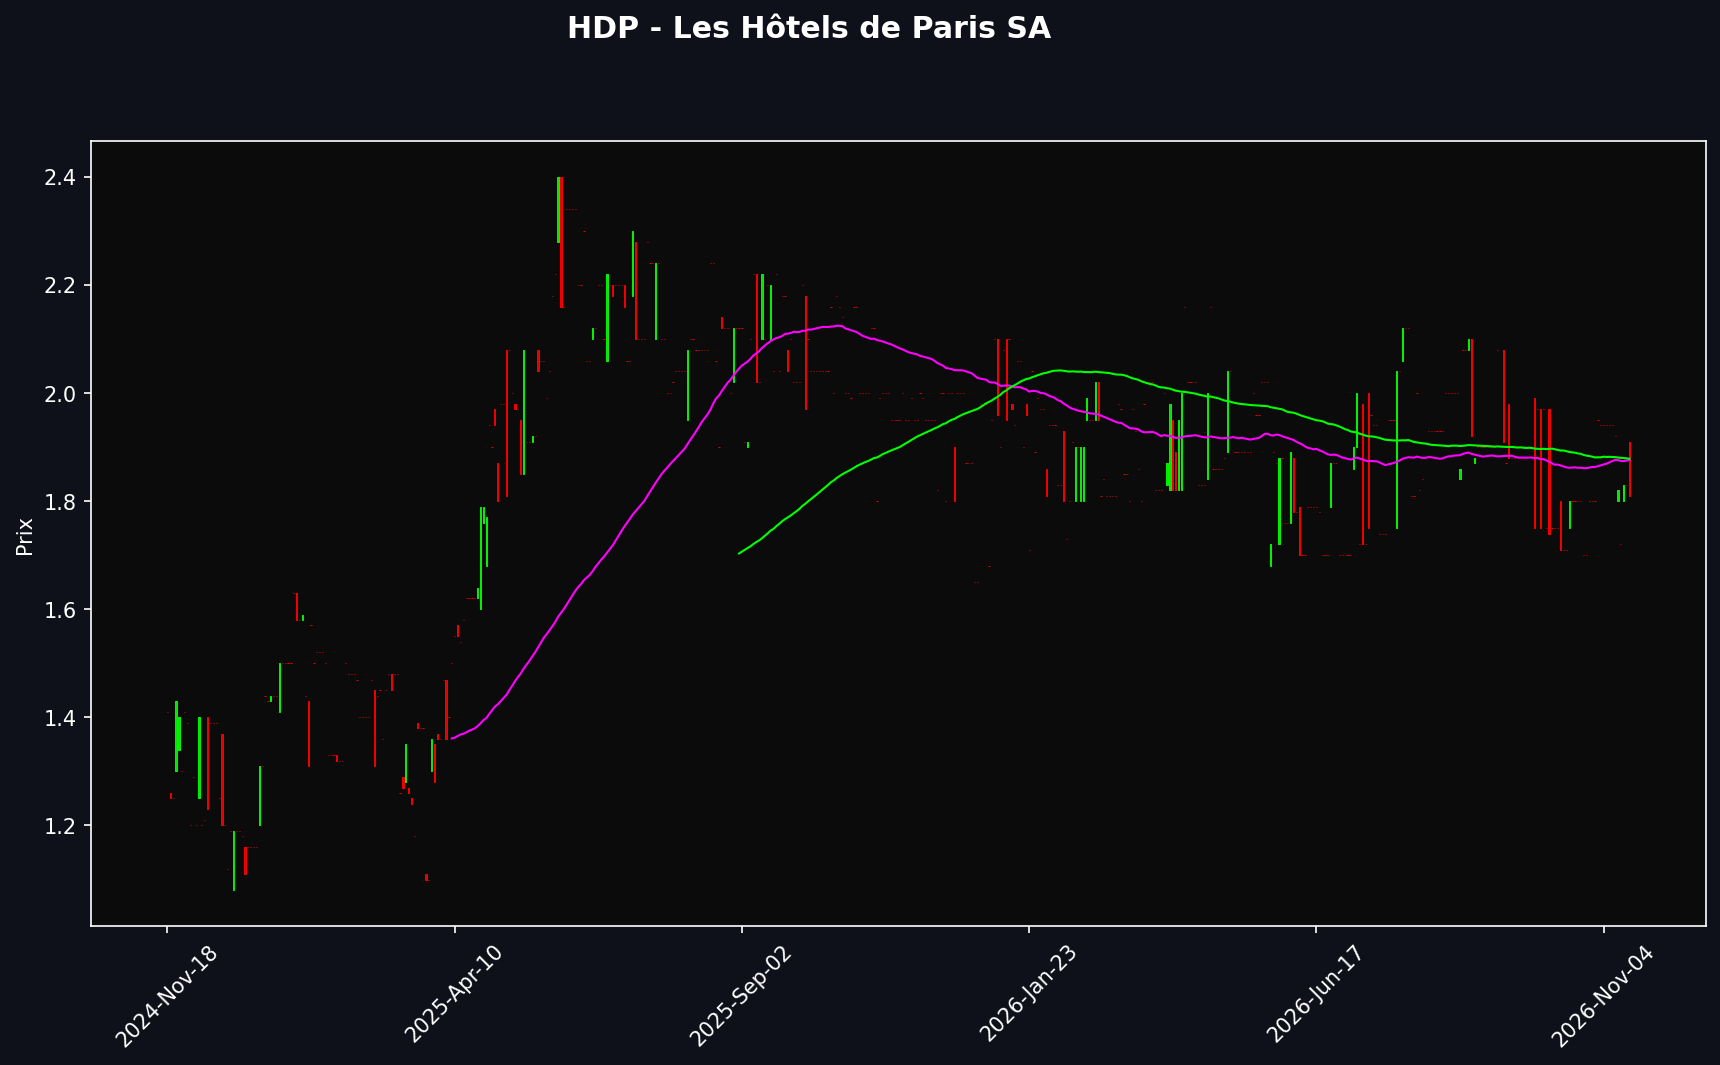 HDP - Les Hôtels de Paris SA
2.4
2.2
2.0
1.8
1.6
1.4
1.2
Prix
2024-Nov-18
2025-Apr-10
2025-Sep-02
2026-Jan-23
2026-Jun-17
2026-Nov-04